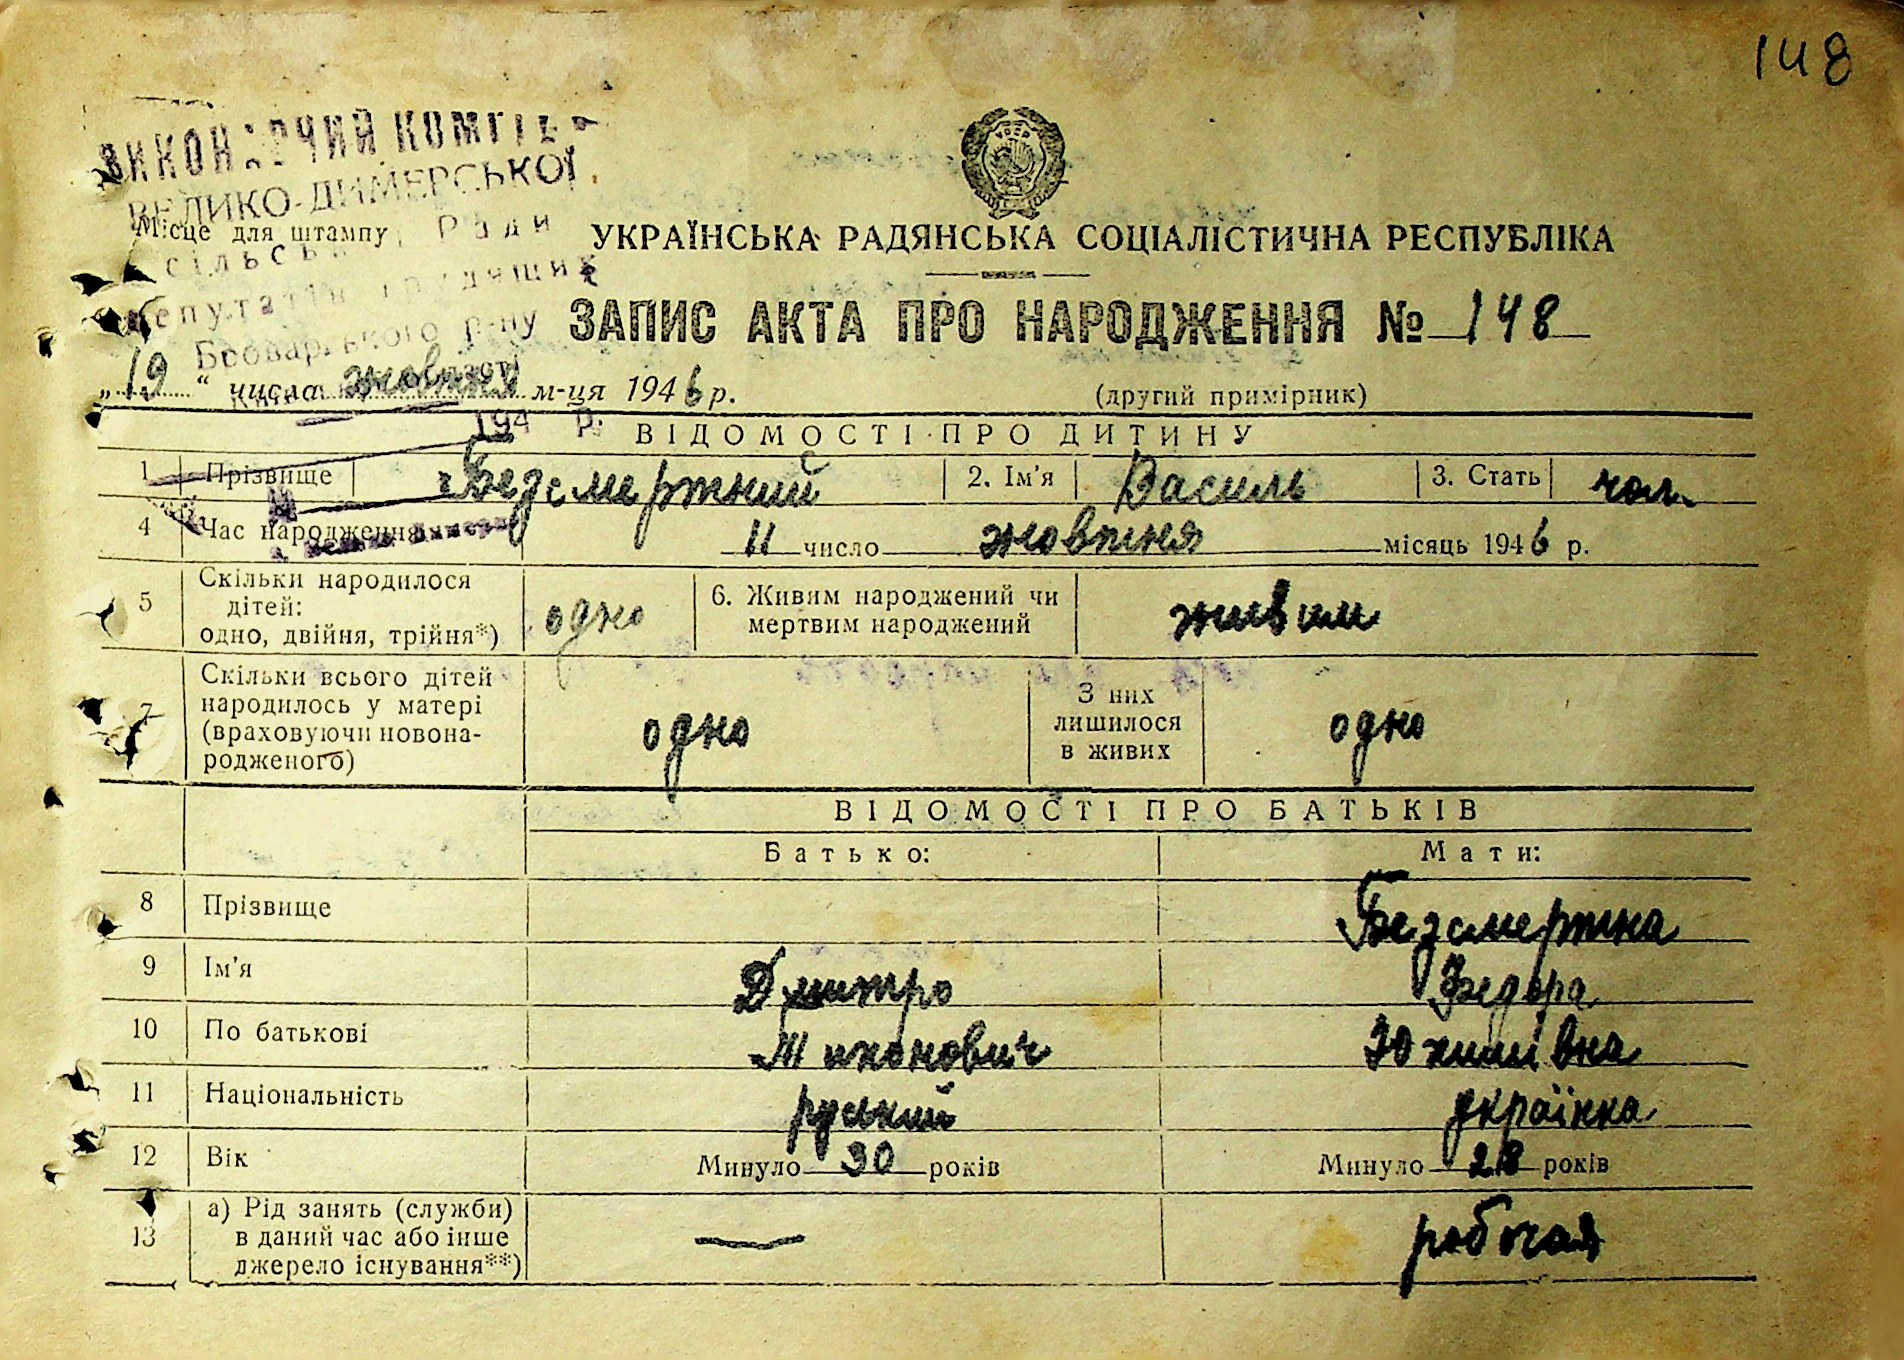 148
ВИКОНАВЧИЙ КОМІТЕТ
ВЕЛИКО-ДИМЕРСЬКОЇ
Місце для штампу
Ради
депутатів трудящих
Броварського р-ну
194 Р.
УКРАЇНСЬКА РАДЯНСЬКА СОЦІАЛІСТИЧНА РЕСПУБЛІКА
ЗАПИС АКТА ПРО НАРОДЖЕННЯ № 148
„19“ числа жовтня м-ця 1946 р. (другий примірник)
ВІДОМОСТІ ПРО ДИТИНУ
1 Прізвище Безсмертний 2. Ім'я Василь 3. Стать чол.
4 Час народження 11 число жовтня місяць 1946 р.
5 Скільки народилося
дітей:
одно, двійня, трійня*) одно 6. Живим народжений чи
мертвим народжений живим
7 Скільки всього дітей
народилось у матері
(враховуючи новона-
родженого) одно З них
лишилося
в живих одно
ВІДОМОСТІ ПРО БАТЬКІВ
Батько: Мати:
8 Прізвище Безсмертна
9 Ім'я Дмитро Федора
10 По батькові Тихонович Юхимівна
11 Національність руський українка
12 Вік Минуло 30 років Минуло 28 років
13 а) Рід занять (служби)
в даний час або інше
джерело існування**) — робочая